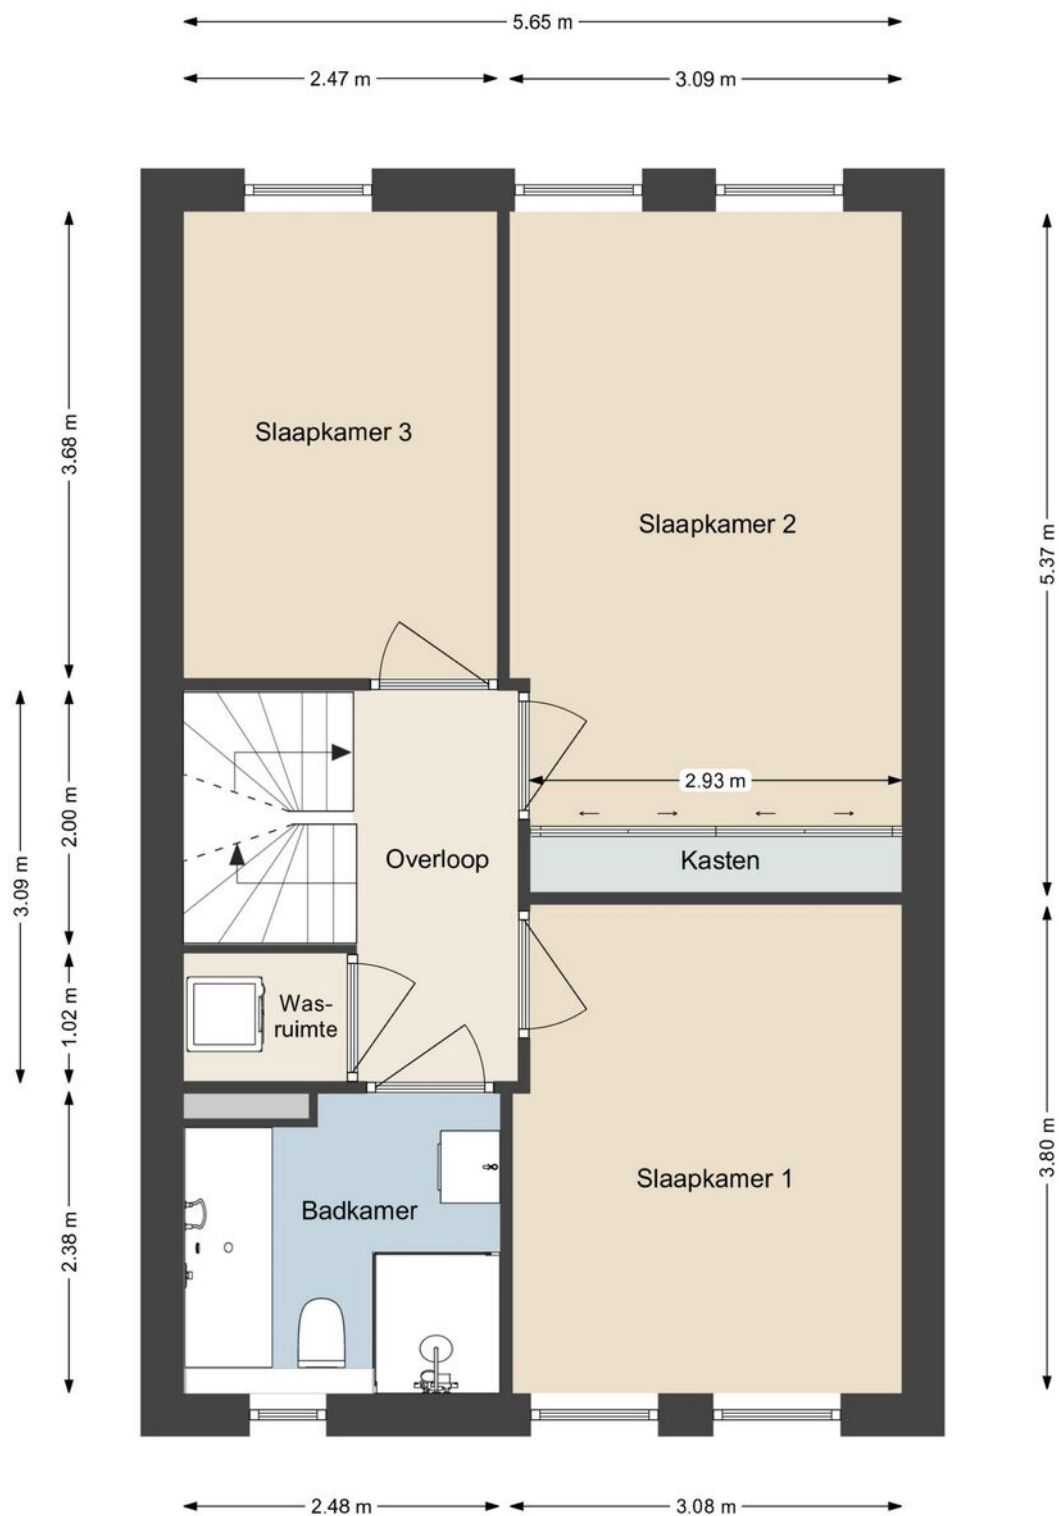 5.65 m
2.47 m
3.09 m
3.68 m
Slaapkamer 3
Slaapkamer 2
5.37 m
2.93 m
2.00 m
3.09 m
Overloop
Kasten
1.02 m
Was-
ruimte
Slaapkamer 1
3.80 m
Badkamer
2.38 m
2.48 m
3.08 m